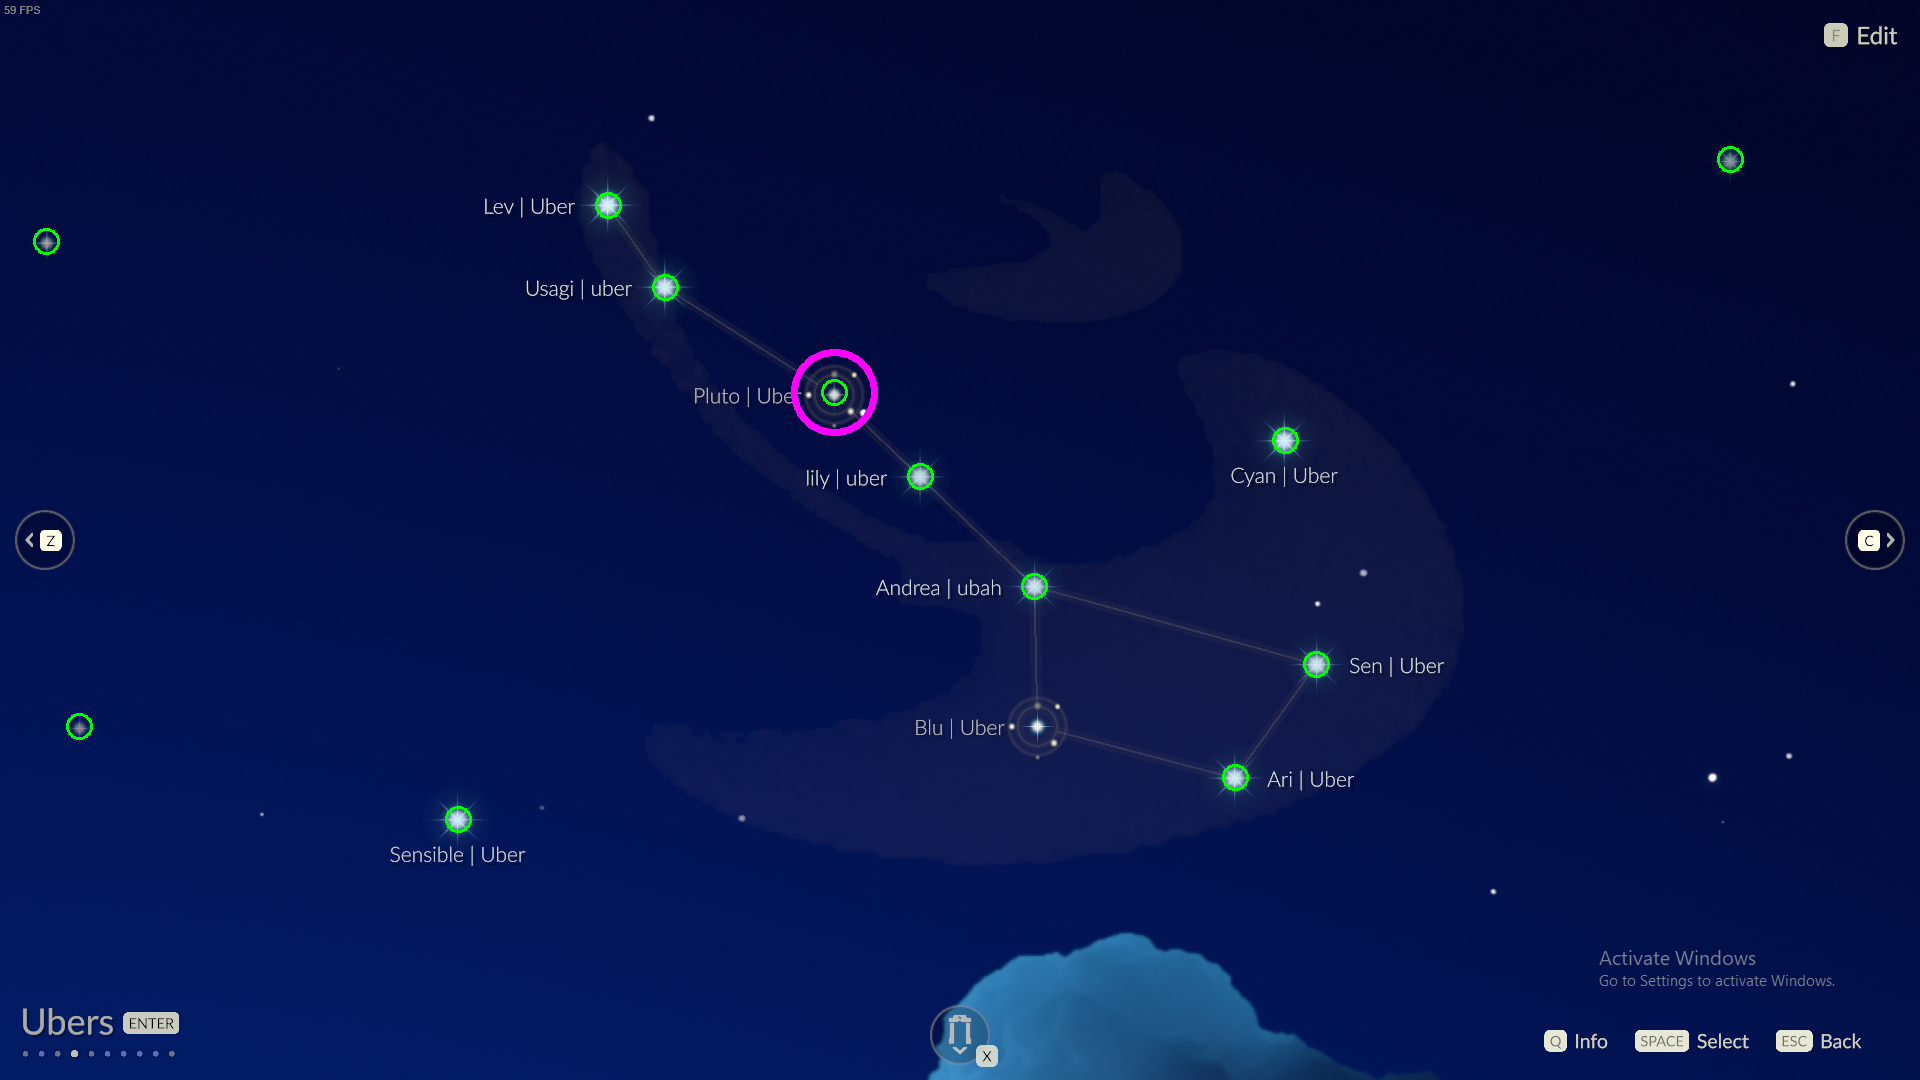 59 FPS
F Edit
Lev | Uber
Usagi | uber
Pluto | Uber
lily | uber
Cyan | Uber
Z
C
Andrea | ubah
Sen | Uber
Blu | Uber
Ari | Uber
Sensible | Uber
Activate Windows
Go to Settings to activate Windows.
Ubers ENTER
X
Q Info SPACE Select ESC Back